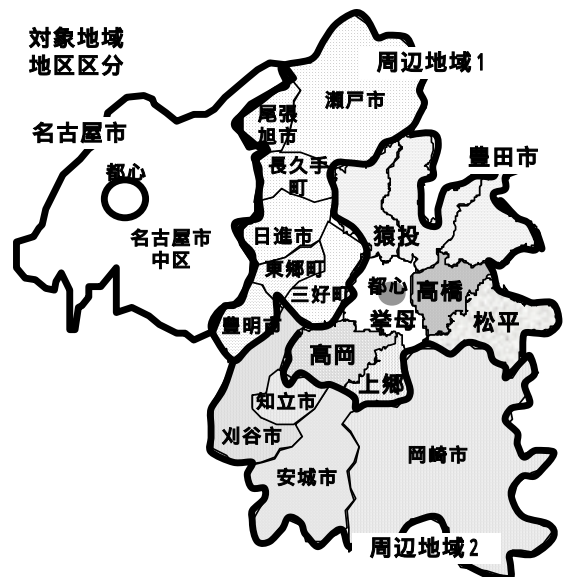 対象地域
地区区分
周辺地域1
瀬戸市
尾張
旭市
名古屋市
都心
長久手
町
豊田市
名古屋市
中区
日進市
猿投
東郷町
三好町
都心
高橋
豊明市
挙母
松平
高岡
上郷
知立市
刈谷市
安城市
岡崎市
周辺地域2